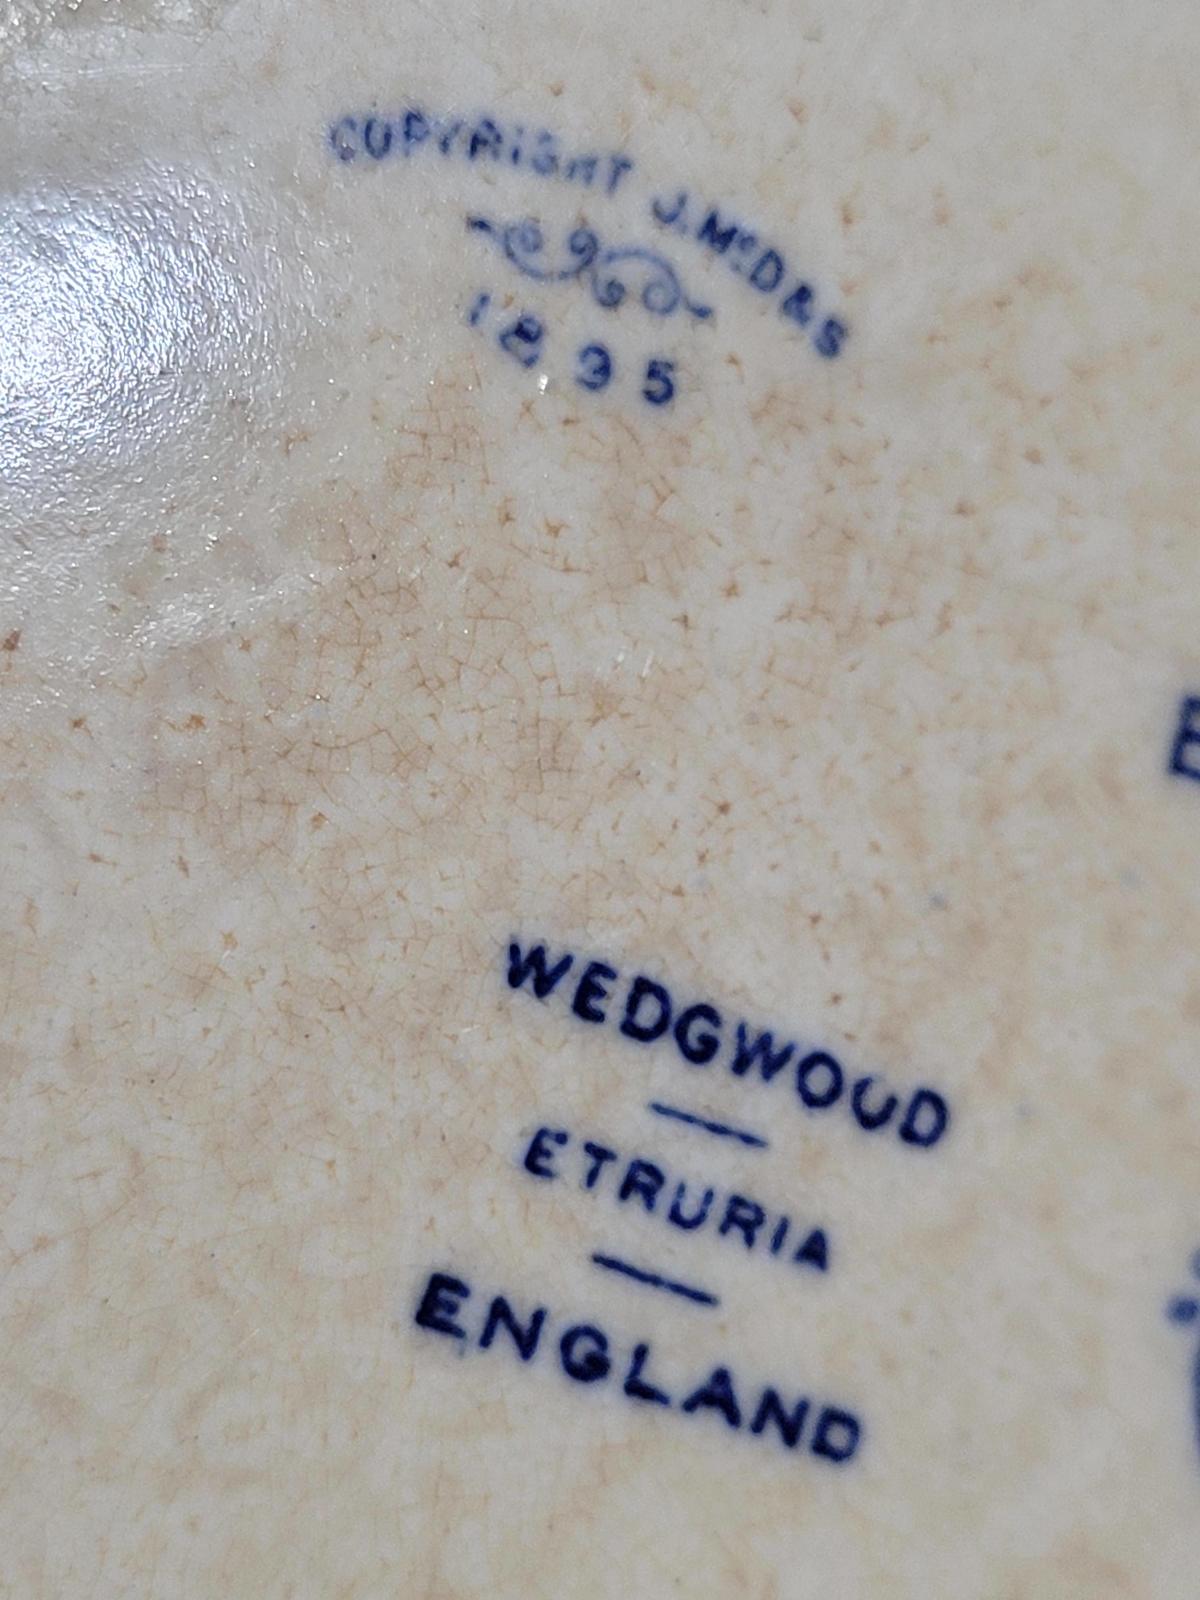 COPYRIGHT J. McD & S
1895
WEDGWOOD
ETRURIA
ENGLAND